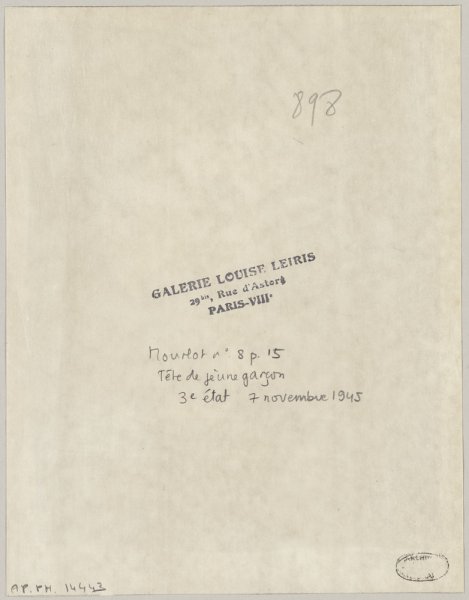 898
GALERIE LOUISE LEIRIS
29bis, Rue d'Astorg
PARIS-VIIIe
Mourlot n° 8 p. 15
Tête de jeune garçon
3e état 7 novembre 1945
AP.PH. 14443